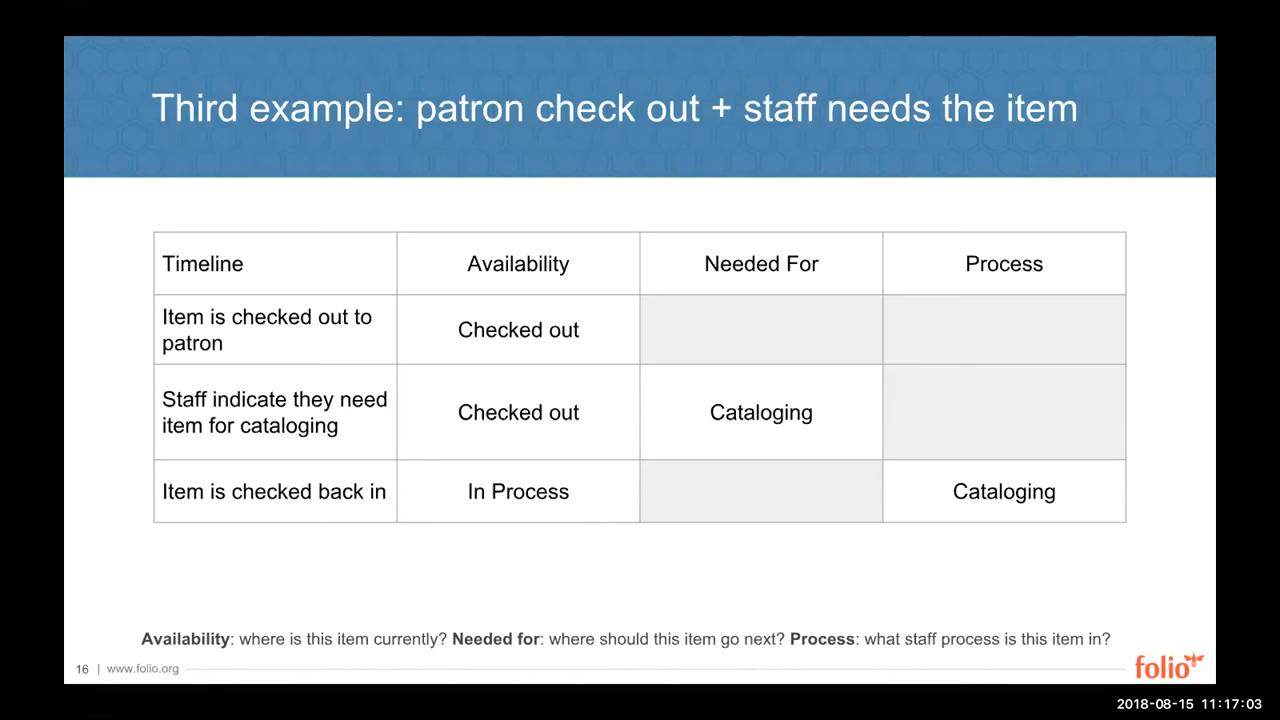 Third example: patron check out + staff needs the item
Timeline
Availability
Needed For
Process
Item is checked out to
patron
Checked out
Staff indicate they need
item for cataloging
Checked out
Cataloging
Item is checked back in
In Process
Cataloging
Availability: where is this item currently? Needed for: where should this item go next? Process: what staff process is this item in?
16 | www.folio.org
folio
2018-08-15 11:17:03